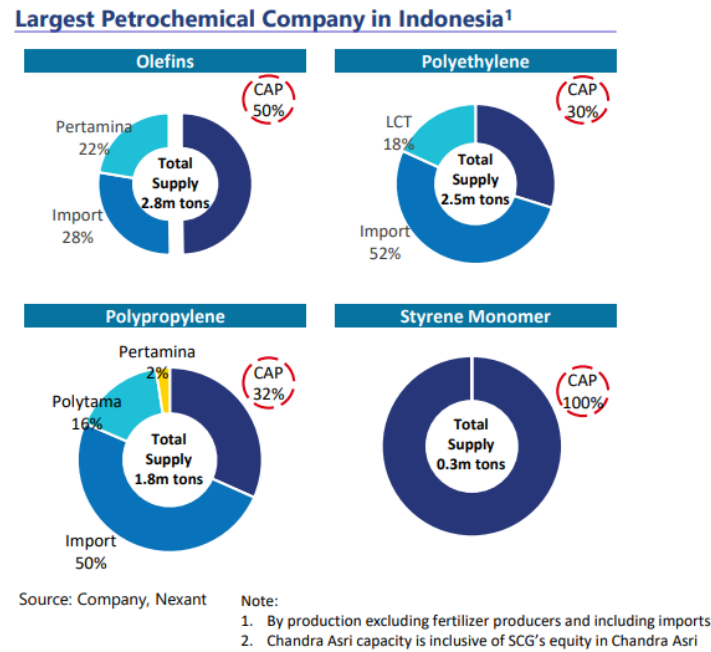 Largest Petrochemical Company in Indonesia¹
Olefins
CAP
50%
Pertamina
22%
Import
28%
Total
Supply
2.8m tons
Polyethylene
CAP
30%
LCT
18%
Import
52%
Total
Supply
2.5m tons
Polypropylene
Pertamina
2%
CAP
32%
Polytama
16%
Import
50%
Total
Supply
1.8m tons
Styrene Monomer
CAP
100%
Total
Supply
0.3m tons
Source: Company, Nexant
Note:
1. By production excluding fertilizer producers and including imports
2. Chandra Asri capacity is inclusive of SCG's equity in Chandra Asri